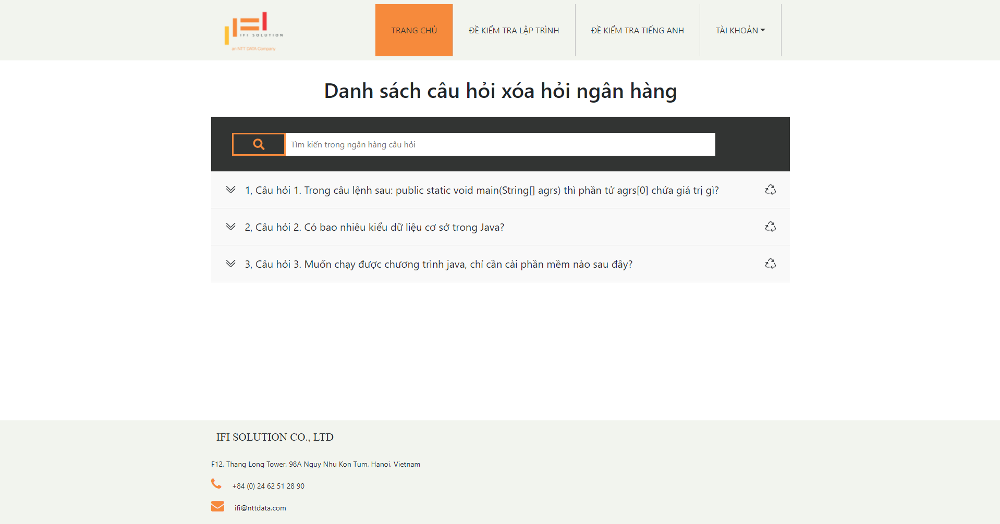 IFI SOLUTION
an NTT DATA Company
TRANG CHỦ
ĐỀ KIỂM TRA LẬP TRÌNH
ĐỀ KIỂM TRA TIẾNG ANH
TÀI KHOẢN
Danh sách câu hỏi xóa hỏi ngân hàng
Tìm kiến trong ngân hàng câu hỏi
1, Câu hỏi 1. Trong câu lệnh sau: public static void main(String[] agrs) thì phần tử agrs[0] chứa giá trị gì?
2, Câu hỏi 2. Có bao nhiêu kiểu dữ liệu cơ sở trong Java?
3, Câu hỏi 3. Muốn chạy được chương trình java, chỉ cần cài phần mềm nào sau đây?
IFI SOLUTION CO., LTD
F12, Thang Long Tower, 98A Nguy Nhu Kon Tum, Hanoi, Vietnam
+84 (0) 24 62 51 28 90
ifi@nttdata.com